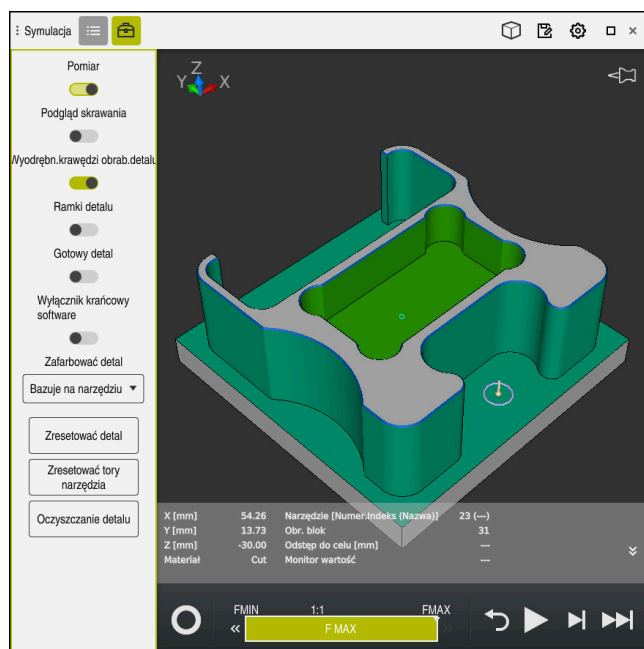 Symulacja
Pomiar
Podgląd skrawania
Wyodrębn.krawędzi obrab.detalu
Ramki detalu
Gotowy detal
Wyłącznik krańcowy
software
Zafarbować detal
Bazuje na narzędziu
Zresetować detal
Zresetować tory
narzędzia
Oczyszczanie detalu
Z
Y X
X [mm] 54.26 Narzędzie [Numer.Indeks (Nazwa)] 23 (---)
Y [mm] 13.73 Obr. blok 31
Z [mm] -30.00 Odstęp do celu [mm] ---
Materiał Cut Monitor wartość ---
FMIN 1:1 FMAX
F MAX